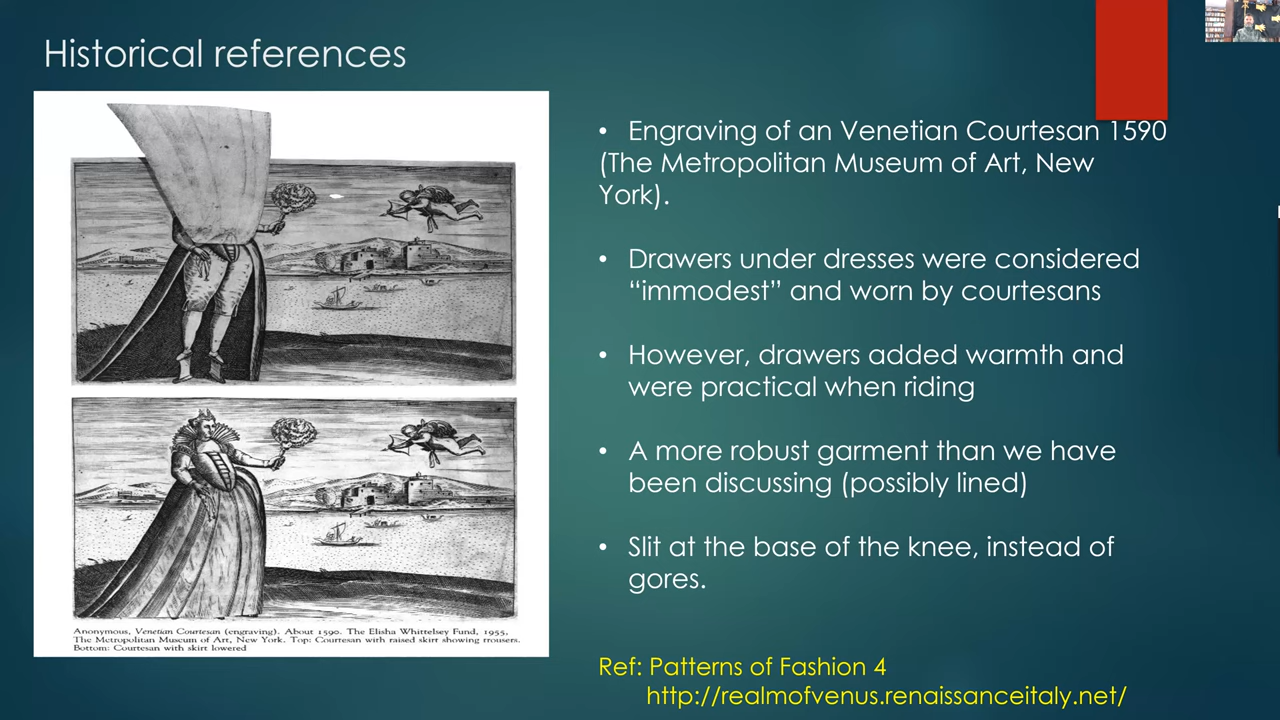 Historical references
• Engraving of an Venetian Courtesan 1590
(The Metropolitan Museum of Art, New
York).
• Drawers under dresses were considered
“immodest” and worn by courtesans
• However, drawers added warmth and
were practical when riding
• A more robust garment than we have
been discussing (possibly lined)
• Slit at the base of the knee, instead of
gores.
Anonymous, Venetian Courtesan (engraving). About 1590. The Elisha Whittelsey Fund, 1955,
The Metropolitan Museum of Art, New York. Top: Courtesan with raised skirt showing trousers.
Bottom: Courtesan with skirt lowered
Ref: Patterns of Fashion 4
http://realmofvenus.renaissanceitaly.net/